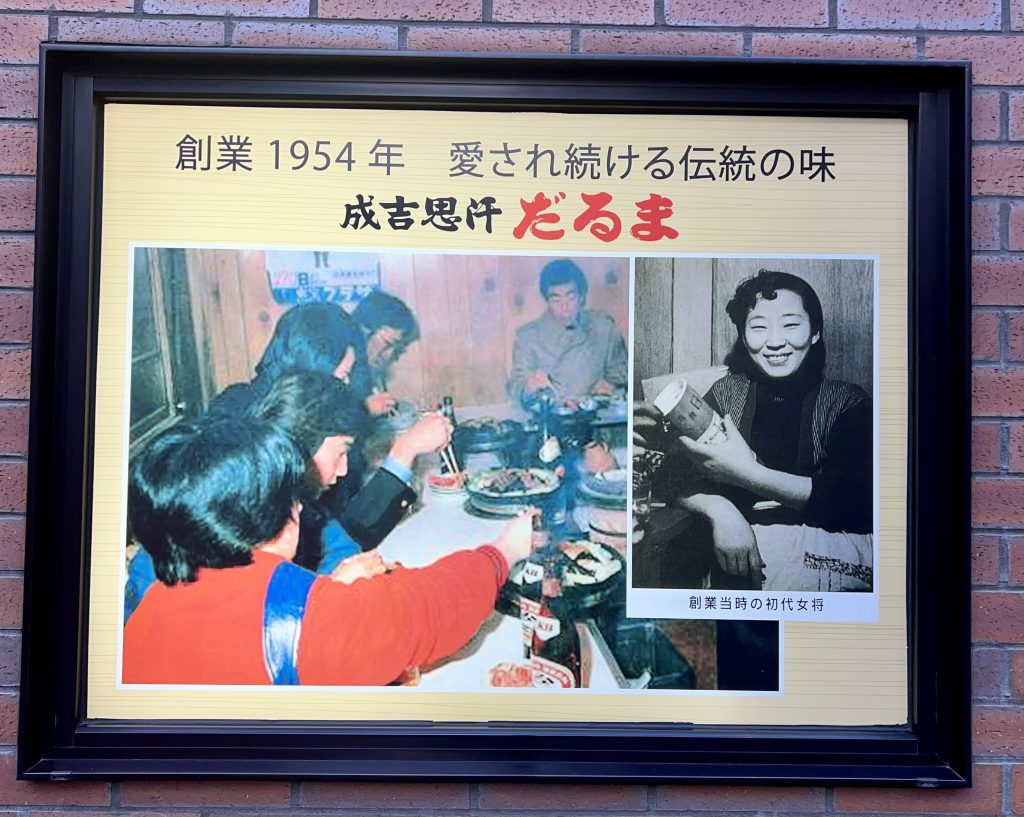 創業 1954 年　愛され続ける伝統の味
成吉思汗 だるま
創業当時の初代女将